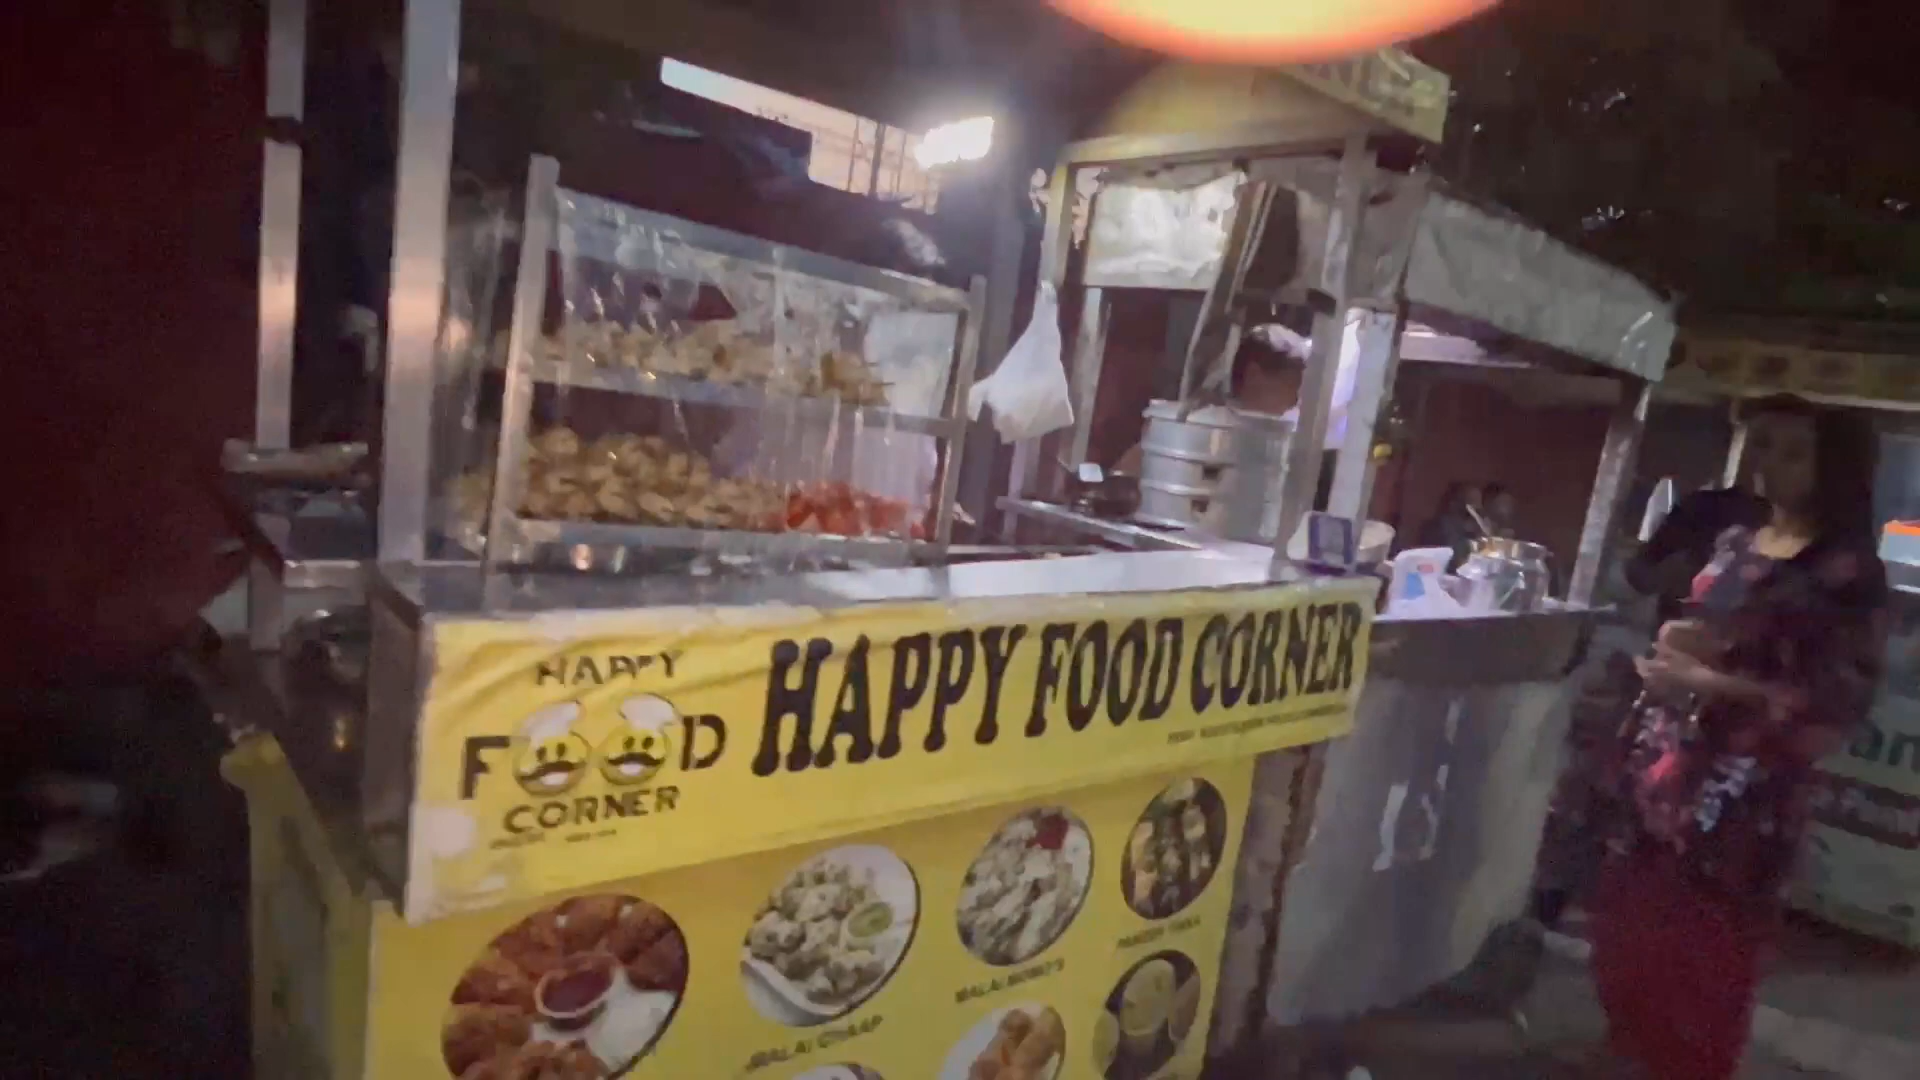 HAPPY
FOOD
CORNER
HAPPY FOOD CORNER
MALAI CHAAP
MALAI MOMO'S
PANEER TIKKA